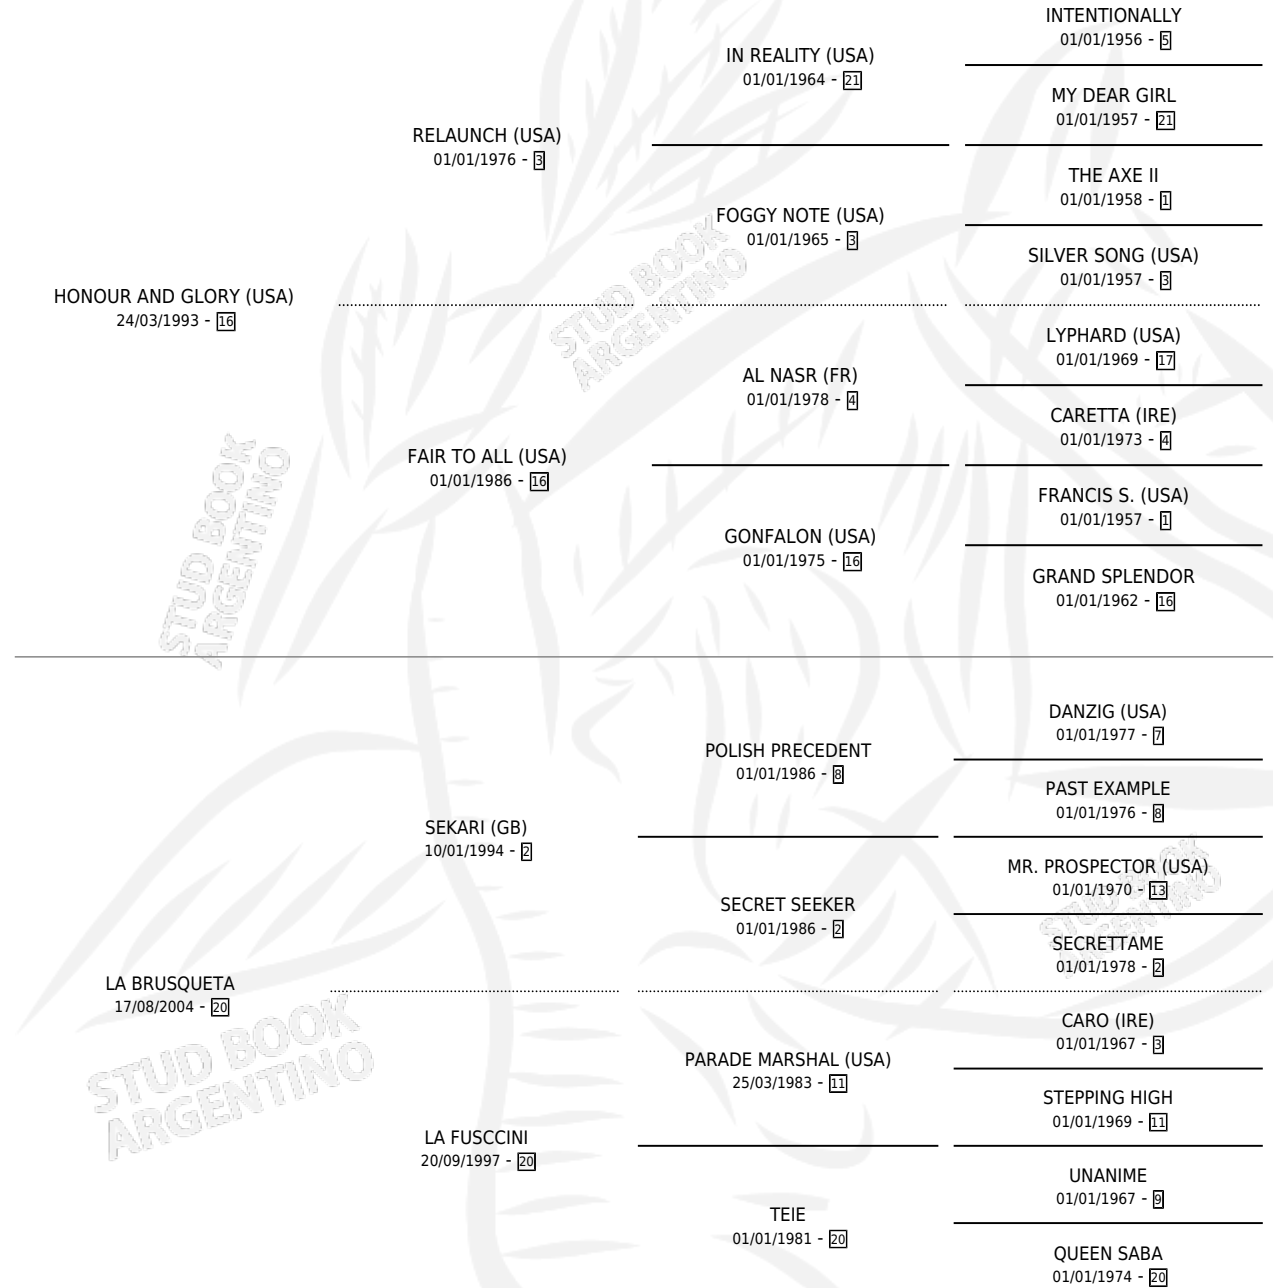 INTENTIONALLY
01/01/1956 - 5
IN REALITY (USA)
01/01/1964 - 21
MY DEAR GIRL
01/01/1957 - 21
RELAUNCH (USA)
01/01/1976 - 3
THE AXE II
01/01/1958 - 1
FOGGY NOTE (USA)
01/01/1965 - 3
SILVER SONG (USA)
01/01/1957 - 3
HONOUR AND GLORY (USA)
24/03/1993 - 16
LYPHARD (USA)
01/01/1969 - 17
AL NASR (FR)
01/01/1978 - 4
CARETTA (IRE)
01/01/1973 - 4
FAIR TO ALL (USA)
01/01/1986 - 16
FRANCIS S. (USA)
01/01/1957 - 1
GONFALON (USA)
01/01/1975 - 16
GRAND SPLENDOR
01/01/1962 - 16
DANZIG (USA)
01/01/1977 - 7
POLISH PRECEDENT
01/01/1986 - 8
PAST EXAMPLE
01/01/1976 - 8
SEKARI (GB)
10/01/1994 - 2
MR. PROSPECTOR (USA)
01/01/1970 - 13
SECRET SEEKER
01/01/1986 - 2
SECRETTAME
01/01/1978 - 2
LA BRUSQUETA
17/08/2004 - 20
CARO (IRE)
01/01/1967 - 3
PARADE MARSHAL (USA)
25/03/1983 - 11
STEPPING HIGH
01/01/1969 - 11
LA FUSCCINI
20/09/1997 - 20
UNANIME
01/01/1967 - 9
TEIE
01/01/1981 - 20
QUEEN SABA
01/01/1974 - 20
STUD BOOK
ARGENTINO
STUD BOOK
ARGENTINO
STUD BOOK
ARGENTINO
STUD BOOK
ARGENTINO